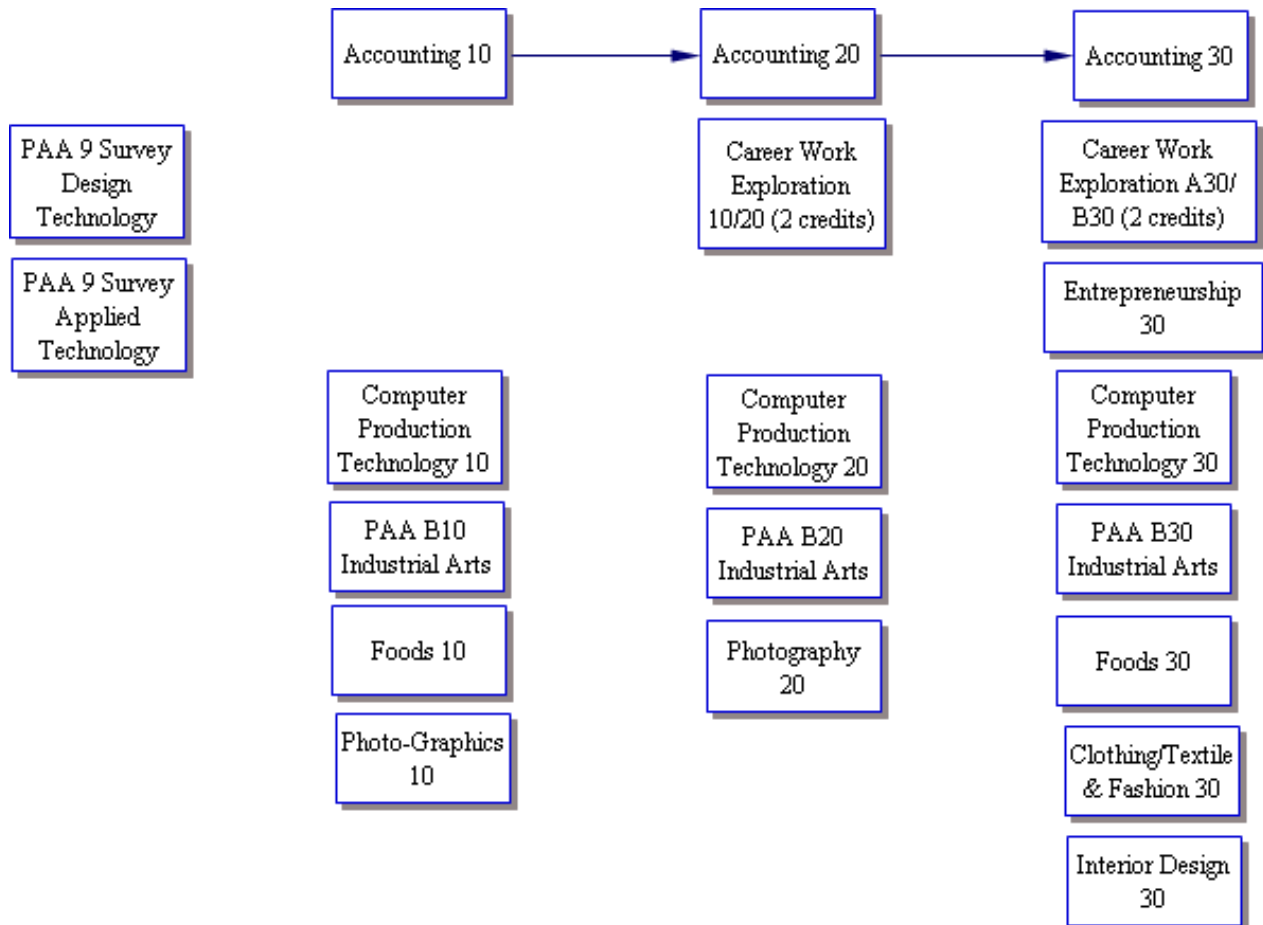 Accounting 10
Accounting 20
Accounting 30
PAA 9 Survey
Design
Technology
Career Work
Exploration
10/20 (2 credits)
Career Work
Exploration A30/
B30 (2 credits)
PAA 9 Survey
Applied
Technology
Entrepreneurship
30
Computer
Production
Technology 10
Computer
Production
Technology 20
Computer
Production
Technology 30
PAA B10
Industrial Arts
PAA B20
Industrial Arts
PAA B30
Industrial Arts
Foods 10
Photography
20
Foods 30
Photo-Graphics
10
Clothing/Textile
& Fashion 30
Interior Design
30